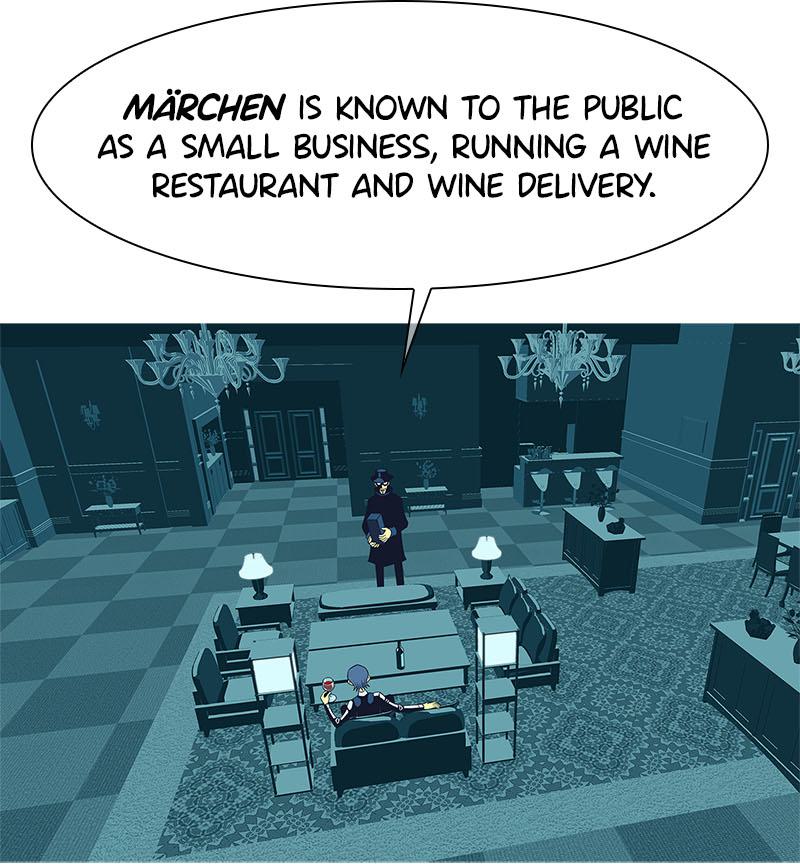 MÄRCHEN IS KNOWN TO THE PUBLIC
AS A SMALL BUSINESS, RUNNING A WINE
RESTAURANT AND WINE DELIVERY.